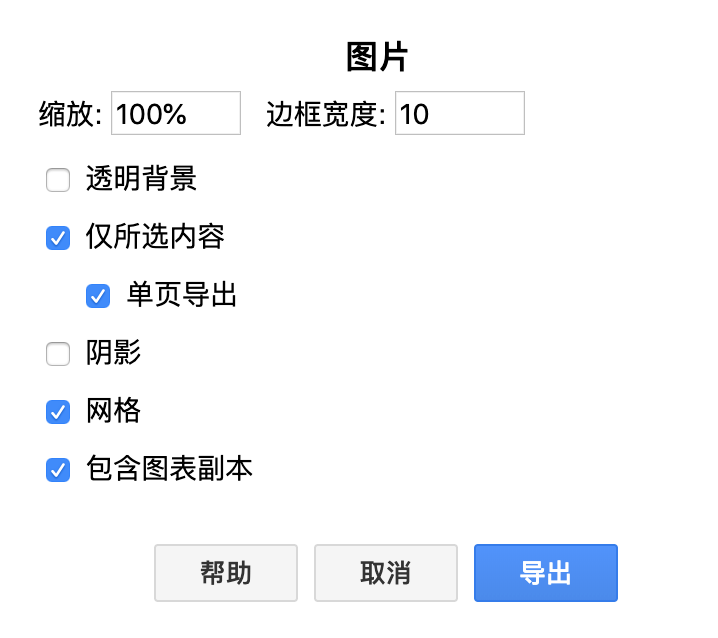 图片
缩放: 100% 边框宽度: 10
透明背景
仅所选内容
单页导出
阴影
网格
包含图表副本
帮助 取消 导出